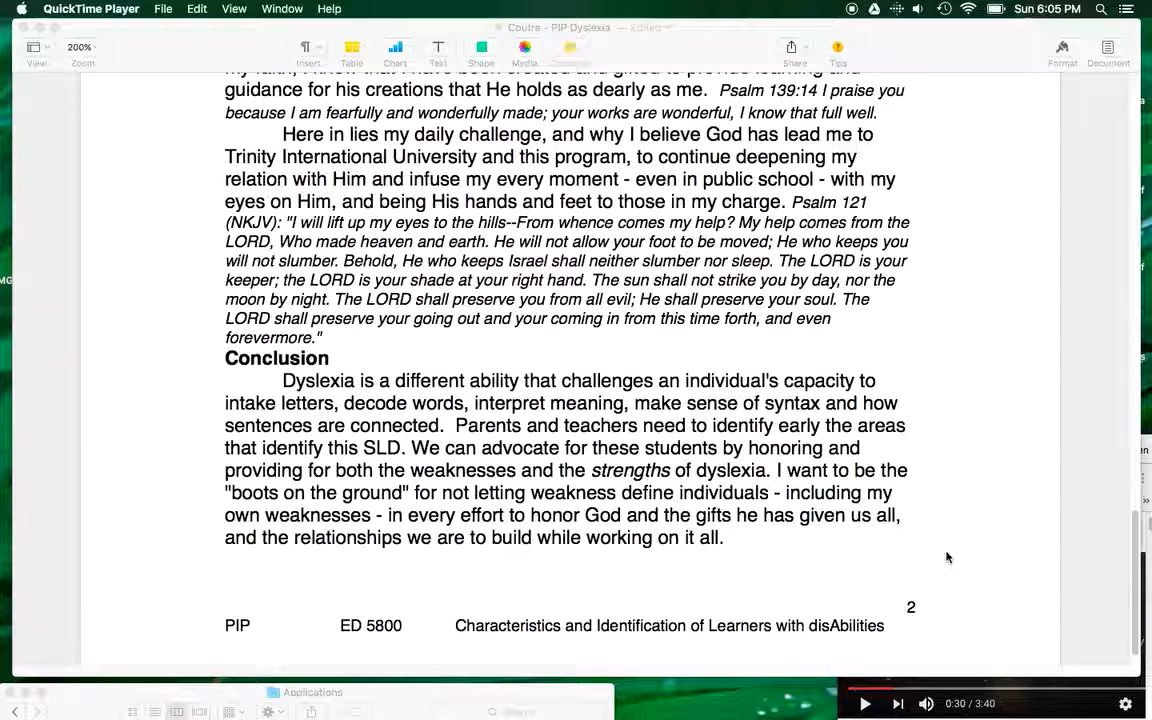 QuickTime Player File Edit View Window Help Sun 6:05 PM
Coutre - PIP Dyslexia — Edited
200%
View Zoom Insert Table Chart Text Shape Media Comment Share Tips Format Document
my faith, I know that I have been created and gifted to provide learning and
guidance for his creations that He holds as dearly as me. Psalm 139:14 I praise you
because I am fearfully and wonderfully made; your works are wonderful, I know that full well.
Here in lies my daily challenge, and why I believe God has lead me to
Trinity International University and this program, to continue deepening my
relation with Him and infuse my every moment - even in public school - with my
eyes on Him, and being His hands and feet to those in my charge. Psalm 121
(NKJV): "I will lift up my eyes to the hills--From whence comes my help? My help comes from the
LORD, Who made heaven and earth. He will not allow your foot to be moved; He who keeps you
will not slumber. Behold, He who keeps Israel shall neither slumber nor sleep. The LORD is your
keeper; the LORD is your shade at your right hand. The sun shall not strike you by day, nor the
moon by night. The LORD shall preserve you from all evil; He shall preserve your soul. The
LORD shall preserve your going out and your coming in from this time forth, and even
forevermore."
Conclusion
Dyslexia is a different ability that challenges an individual's capacity to
intake letters, decode words, interpret meaning, make sense of syntax and how
sentences are connected. Parents and teachers need to identify early the areas
that identify this SLD. We can advocate for these students by honoring and
providing for both the weaknesses and the strengths of dyslexia. I want to be the
"boots on the ground" for not letting weakness define individuals - including my
own weaknesses - in every effort to honor God and the gifts he has given us all,
and the relationships we are to build while working on it all.
2
PIP ED 5800 Characteristics and Identification of Learners with disAbilities
Applications
Search
0:30 / 3:40